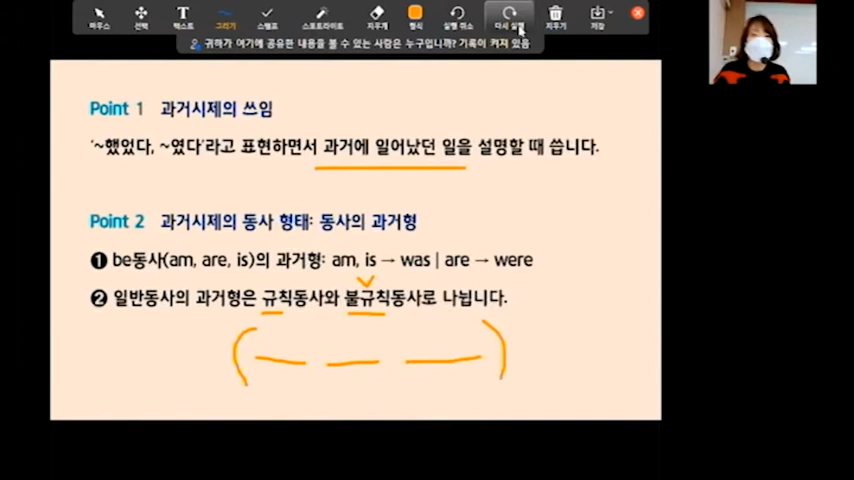 마우스 선택 텍스트 그리기 스탬프 스포트라이트 지우개 형식 실행 취소 다시 실행 지우기 저장
귀하가 여기에 공유한 내용을 볼 수 있는 사람은 누구입니까? 기록이 켜져 있음
Point 1 과거시제의 쓰임
'~했었다, ~였다'라고 표현하면서 과거에 일어났던 일을 설명할 때 씁니다.
Point 2 과거시제의 동사 형태: 동사의 과거형
❶ be동사(am, are, is)의 과거형: am, is → was | are → were
❷ 일반동사의 과거형은 규칙동사와 불규칙동사로 나뉩니다.